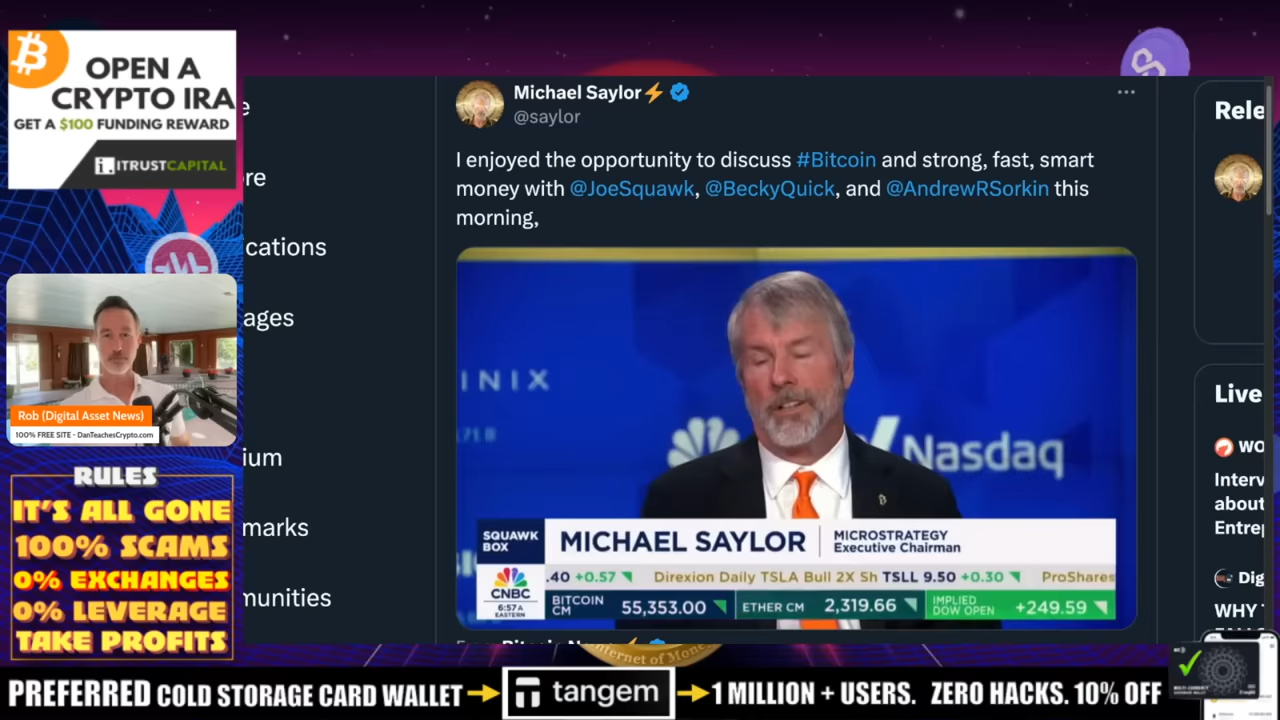 OPEN A
CRYPTO IRA
GET A $100 FUNDING REWARD
ITRUSTCAPITAL
Rob (Digital Asset News)
100% FREE SITE - DanTeachesCrypto.com
RULES
IT'S ALL GONE
100% SCAMS
0% EXCHANGES
0% LEVERAGE
TAKE PROFITS
e
re
cations
ages
ium
marks
munities
Michael Saylor⚡
@saylor
I enjoyed the opportunity to discuss #Bitcoin and strong, fast, smart
money with @JoeSquawk, @BeckyQuick, and @AndrewRSorkin this
morning,
INIX
Nasdaq
SQUAWK
BOX
MICHAEL SAYLOR
MICROSTRATEGY
Executive Chairman
.40 +0.57 Direxion Daily TSLA Bull 2X Sh TSLL 9.50 +0.30 ProShares
CNBC
6:57A
EASTERN
BITCOIN
CM
55,353.00
ETHER CM 2,319.66
IMPLIED
DOW OPEN
+249.59
Rele
Live
WO
Interv
about
Entrep
Dig
WHY
PREFERRED COLD STORAGE CARD WALLET
tangem
1 MILLION + USERS. ZERO HACKS. 10% OFF